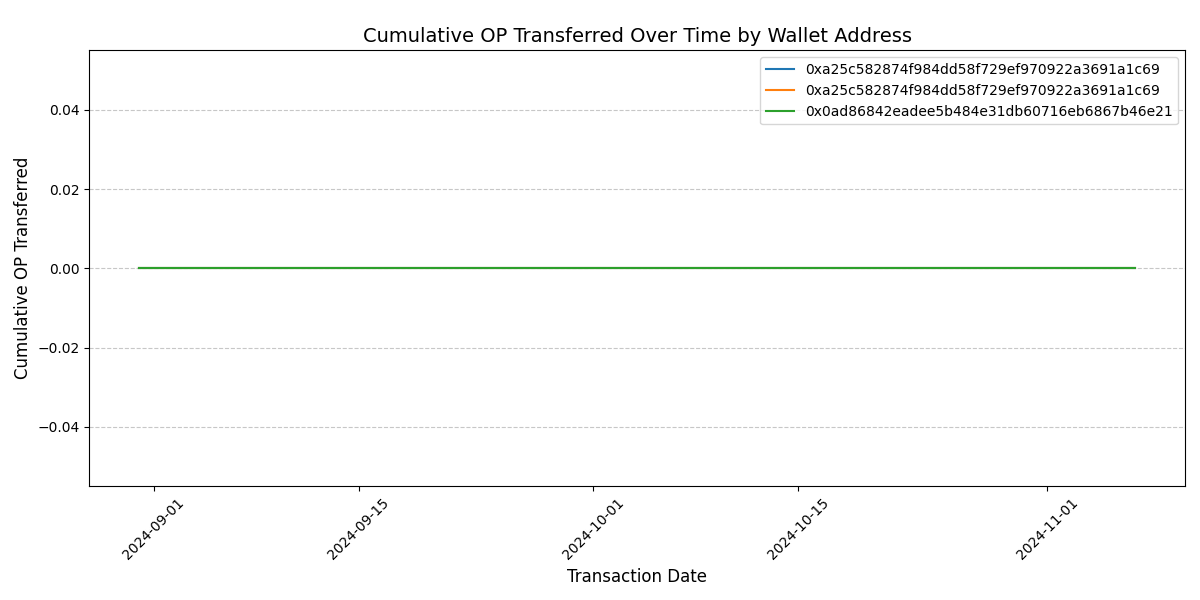 Cumulative OP Transferred Over Time by Wallet Address
0xa25c582874f984dd58f729ef970922a3691a1c69
0xa25c582874f984dd58f729ef970922a3691a1c69
0x0ad86842eadee5b484e31db60716eb6867b46e21
Cumulative OP Transferred
0.04
0.02
0.00
−0.02
−0.04
2024-09-01
2024-09-15
2024-10-01
2024-10-15
2024-11-01
Transaction Date